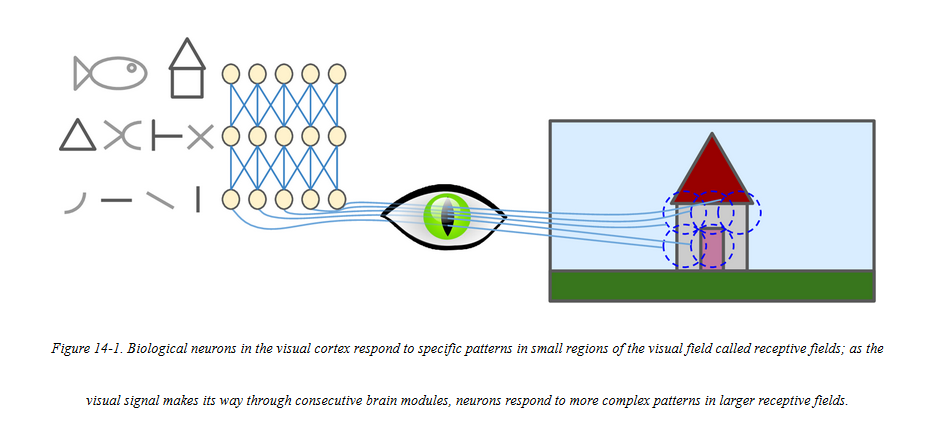 Figure 14-1. Biological neurons in the visual cortex respond to specific patterns in small regions of the visual field called receptive fields; as the
visual signal makes its way through consecutive brain modules, neurons respond to more complex patterns in larger receptive fields.